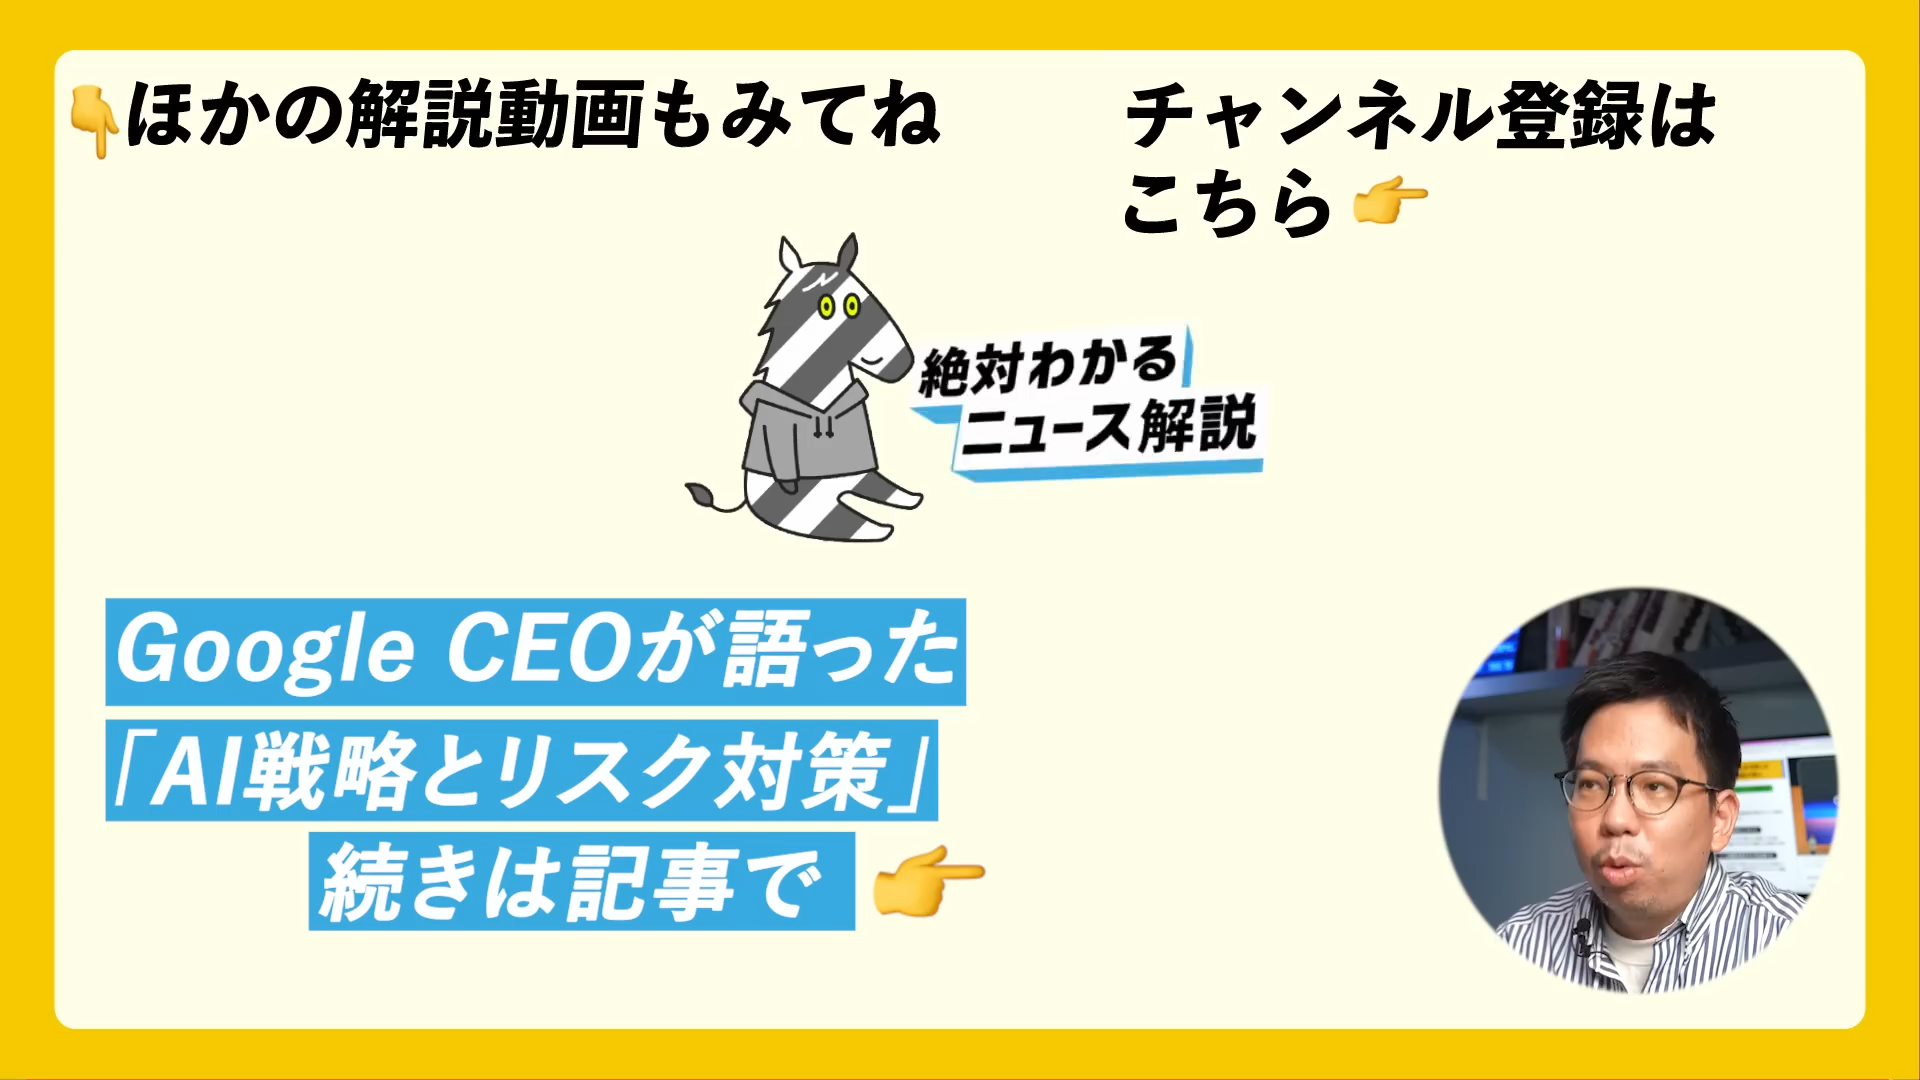 👇ほかの解説動画もみてね
チャンネル登録は
こちら👉
絶対わかる
ニュース解説
Google CEOが語った
「AI戦略とリスク対策」
続きは記事で👉